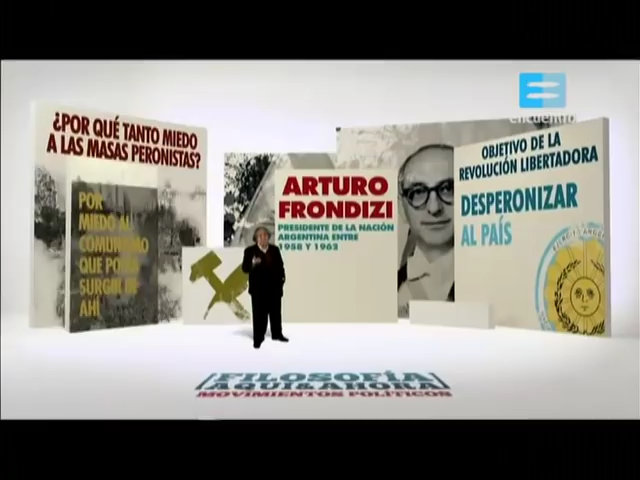 encuentro
¿POR QUÉ TANTO MIEDO
A LAS MASAS PERONISTAS?
POR
MIEDO AL
COMUNISMO
QUE PODÍA
SURGIR DE
AHÍ
ARTURO
FRONDIZI
PRESIDENTE DE LA NACIÓN
ARGENTINA ENTRE
1958 Y 1962
OBJETIVO DE LA
REVOLUCIÓN LIBERTADORA
DESPERONIZAR
AL PAÍS
FILOSOFÍA
AQUÍ&AHORA
MOVIMIENTOS POLÍTICOS